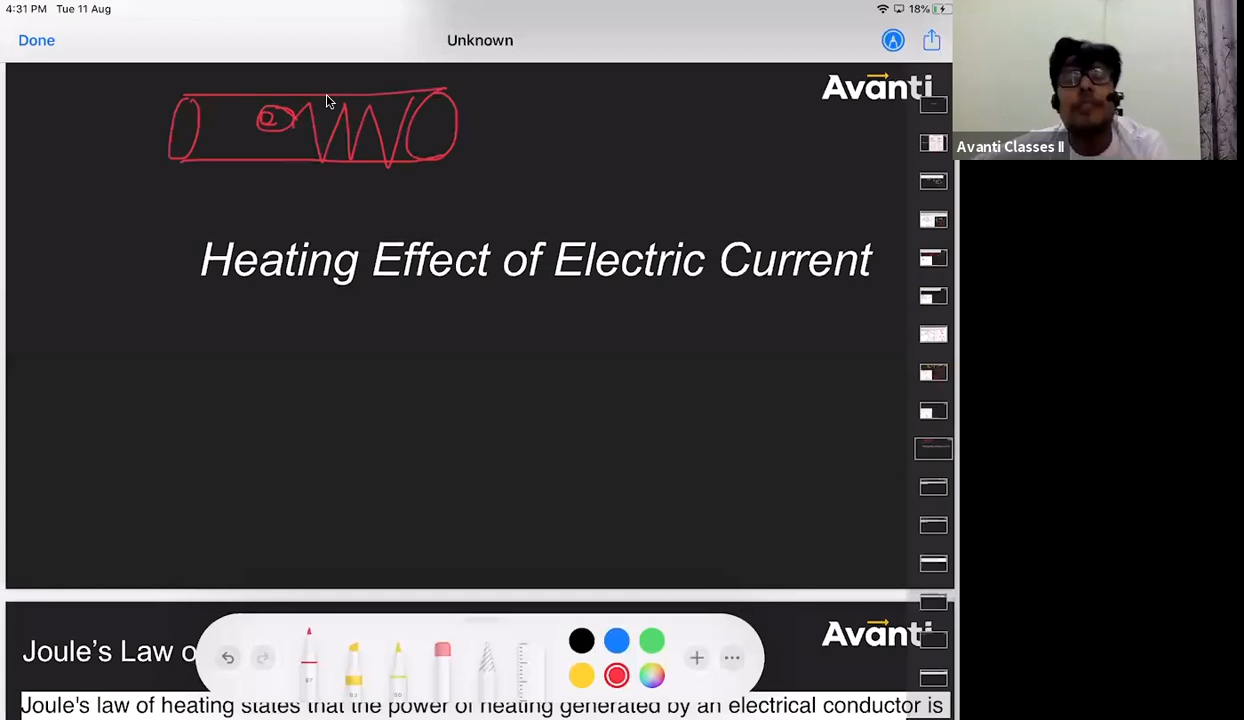 4:31 PM Tue 11 Aug
18%
Done
Unknown
Avanti
Avanti Classes II
Heating Effect of Electric Current
Avanti
Joule's Law o
Joule's law of heating states that the power of heating generated by an electrical conductor is